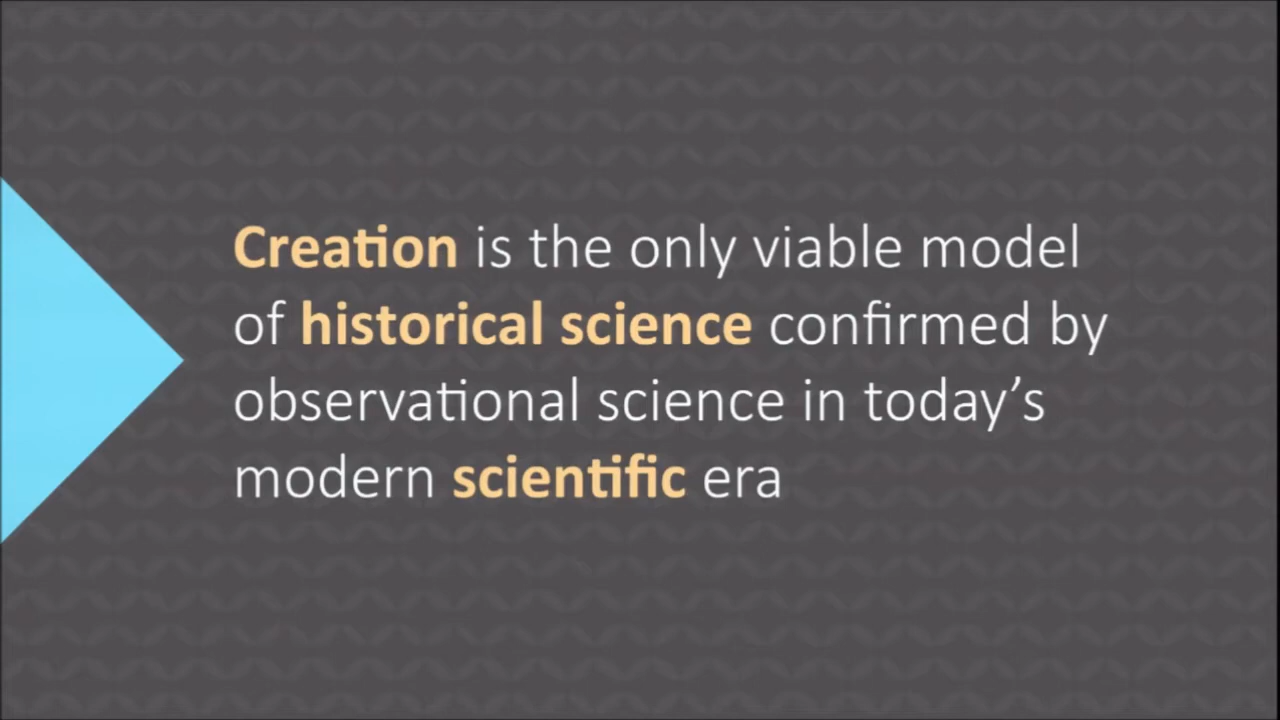 Creation is the only viable model
of historical science confirmed by
observational science in today’s
modern scientific era